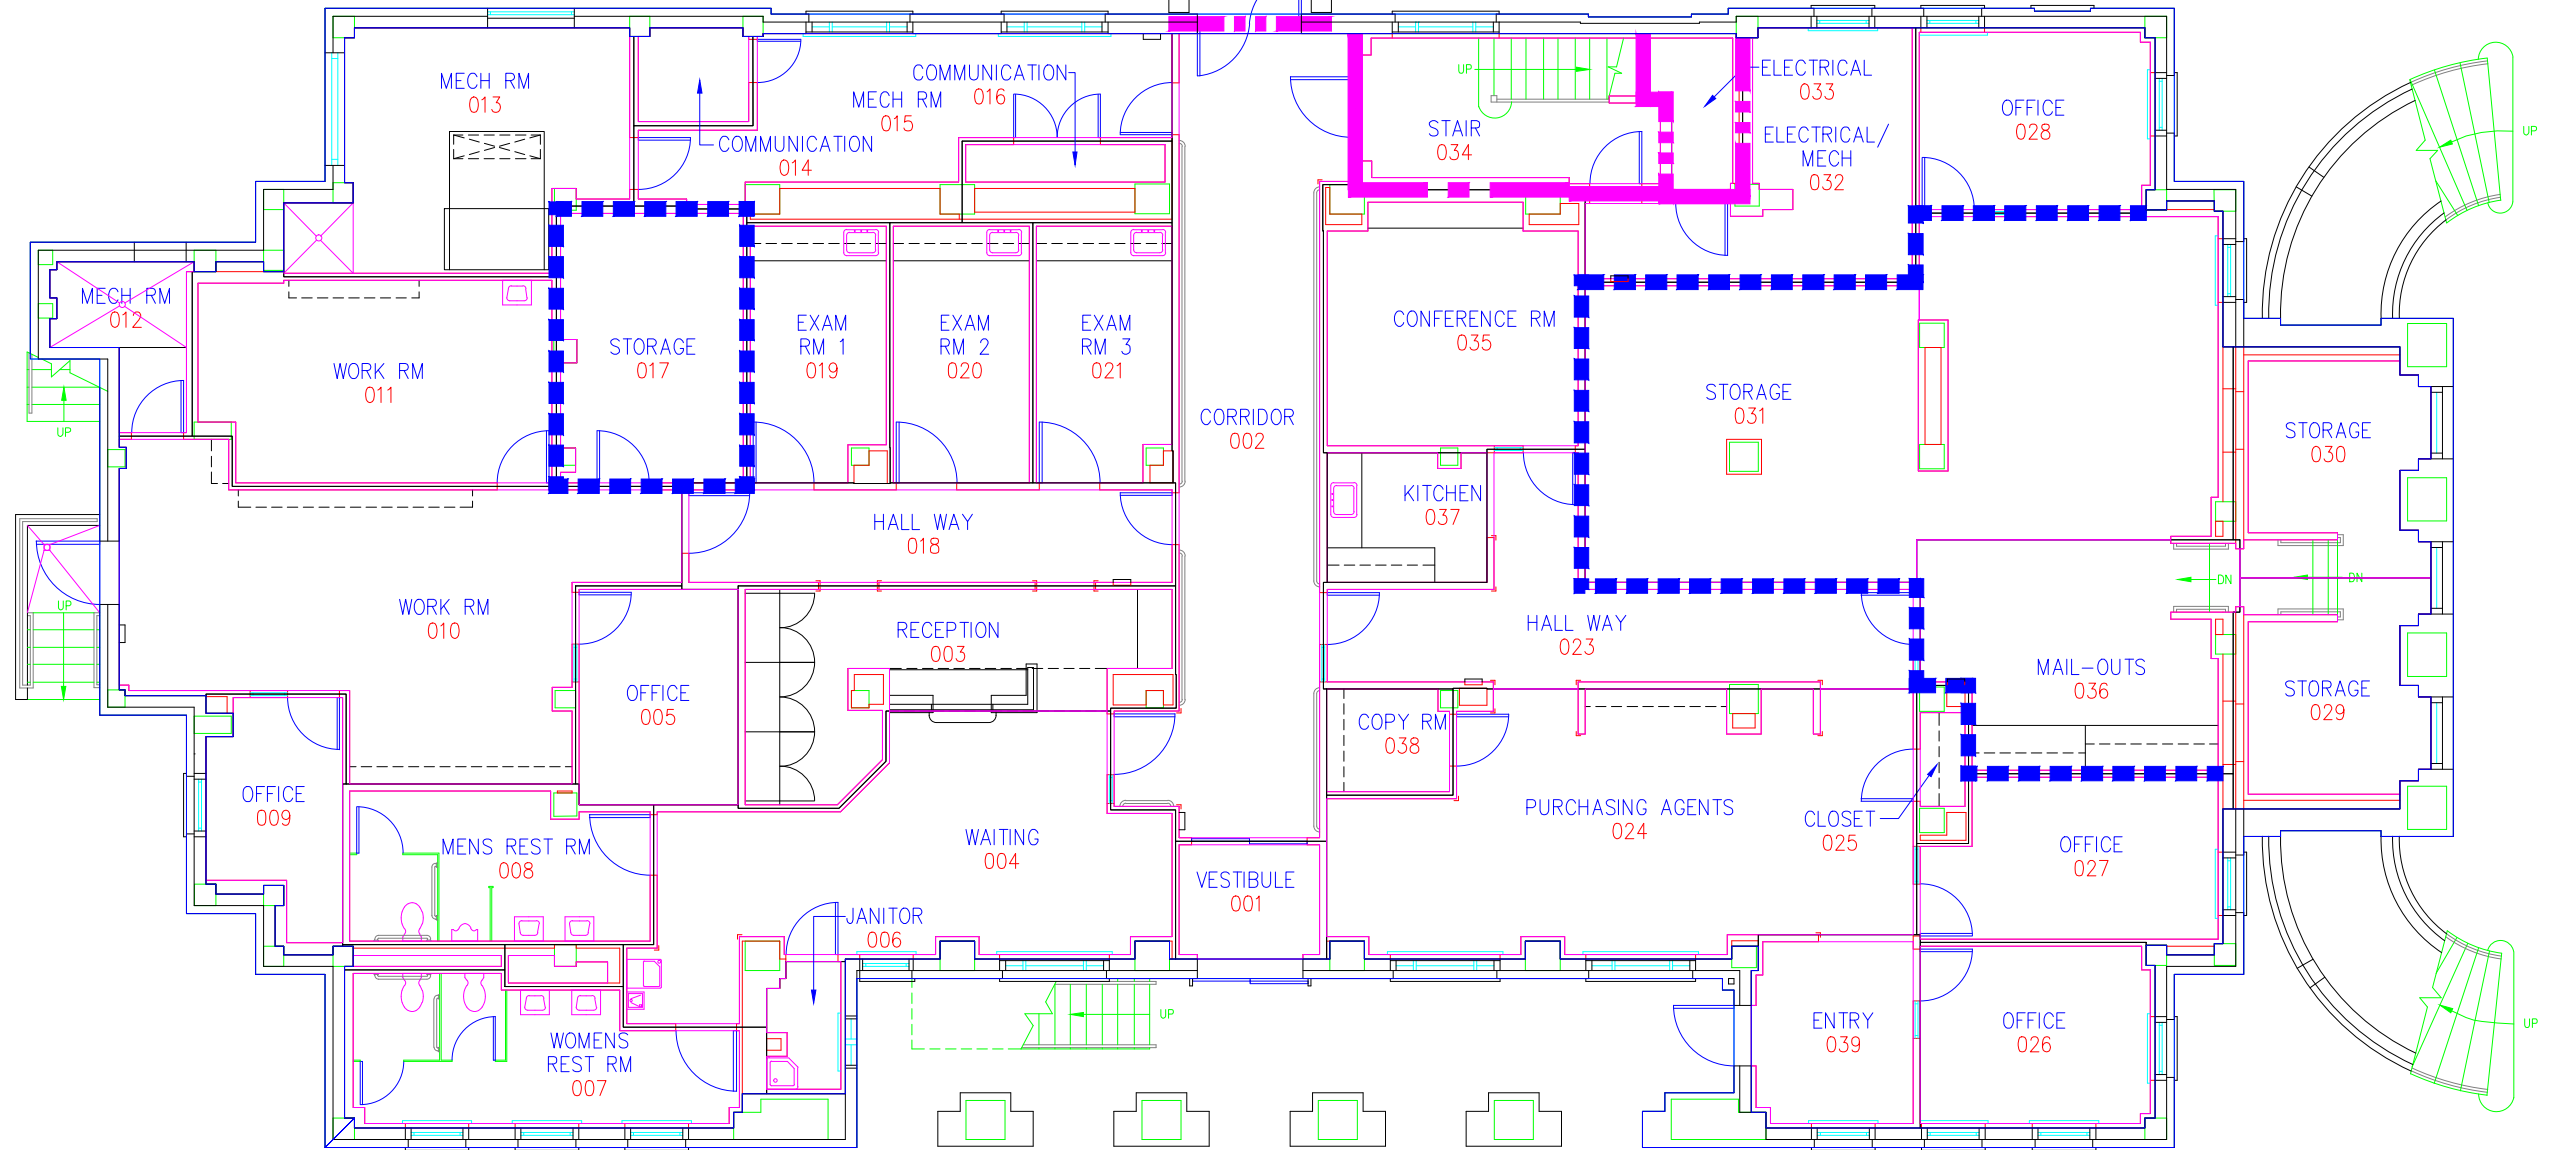 MECH RM
013
COMMUNICATION
016
MECH RM
015
COMMUNICATION
014
UP
STAIR
034
ELECTRICAL
033
ELECTRICAL/
MECH
032
OFFICE
028
UP
MECH RM
012
WORK RM
011
STORAGE
017
EXAM
RM 1
019
EXAM
RM 2
020
EXAM
RM 3
021
CORRIDOR
002
CONFERENCE RM
035
STORAGE
031
STORAGE
030
UP
KITCHEN
037
HALL WAY
018
UP
WORK RM
010
RECEPTION
003
HALL WAY
023
DN
DN
OFFICE
005
MAIL-OUTS
036
STORAGE
029
COPY RM
038
OFFICE
009
MENS REST RM
008
WAITING
004
PURCHASING AGENTS
024
CLOSET
025
OFFICE
027
VESTIBULE
001
JANITOR
006
UP
WOMENS
REST RM
007
ENTRY
039
OFFICE
026
UP